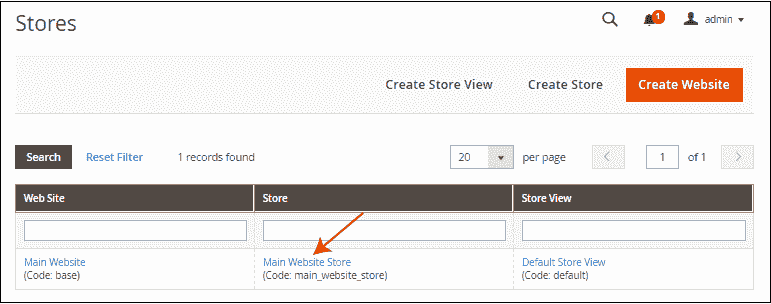 Stores
1
admin
Create Store View Create Store Create Website
Search Reset Filter 1 records found 20 per page 1 of 1
Web Site Store Store View
Main Website Main Website Store Default Store View
(Code: base) (Code: main_website_store) (Code: default)